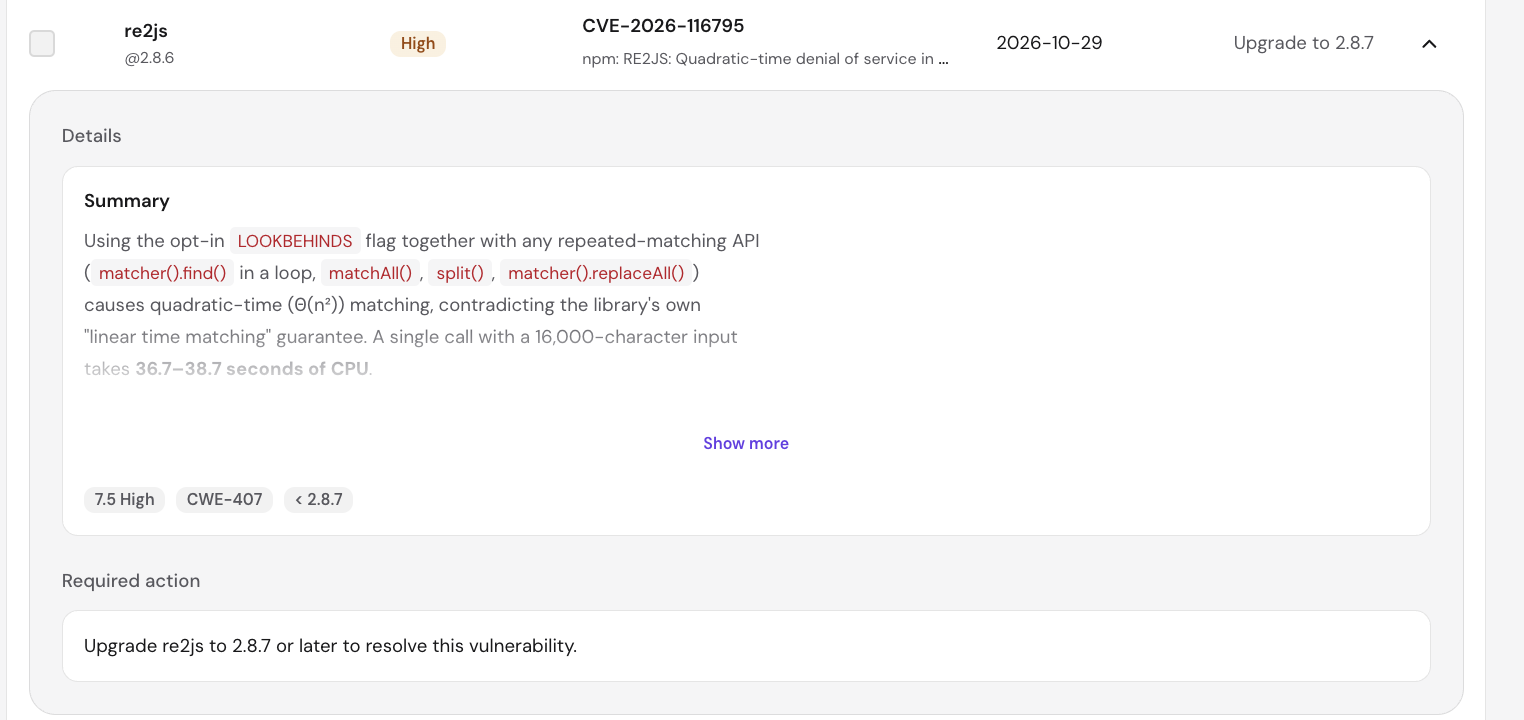 re2js
@2.8.6
High
CVE-2026-116795
npm: RE2JS: Quadratic-time denial of service in ...
2026-10-29
Upgrade to 2.8.7
Details
Summary
Using the opt-in LOOKBEHINDS flag together with any repeated-matching API
( matcher().find() in a loop, matchAll() , split() , matcher().replaceAll() )
causes quadratic-time (Θ(n²)) matching, contradicting the library's own
"linear time matching" guarantee. A single call with a 16,000-character input
takes 36.7–38.7 seconds of CPU.
Show more
7.5 High
CWE-407
< 2.8.7
Required action
Upgrade re2js to 2.8.7 or later to resolve this vulnerability.